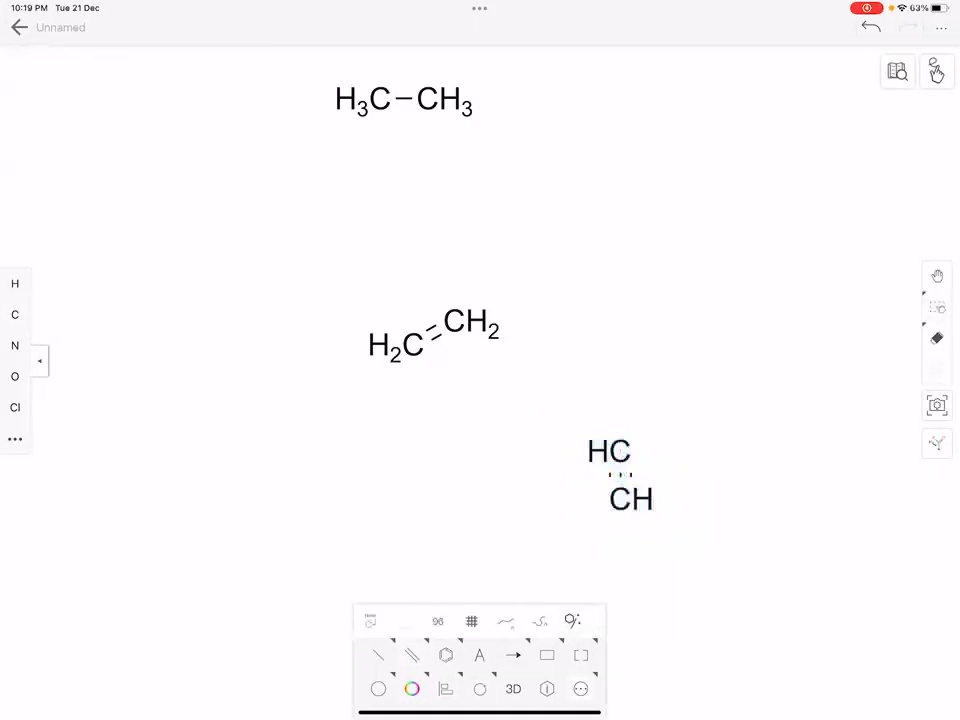 10:19 PM Tue 21 Dec
63%
Unnamed
H₃C–CH₃
H
C
N
O
Cl
H₂C=CH₂
HC
CH
96
A
3D